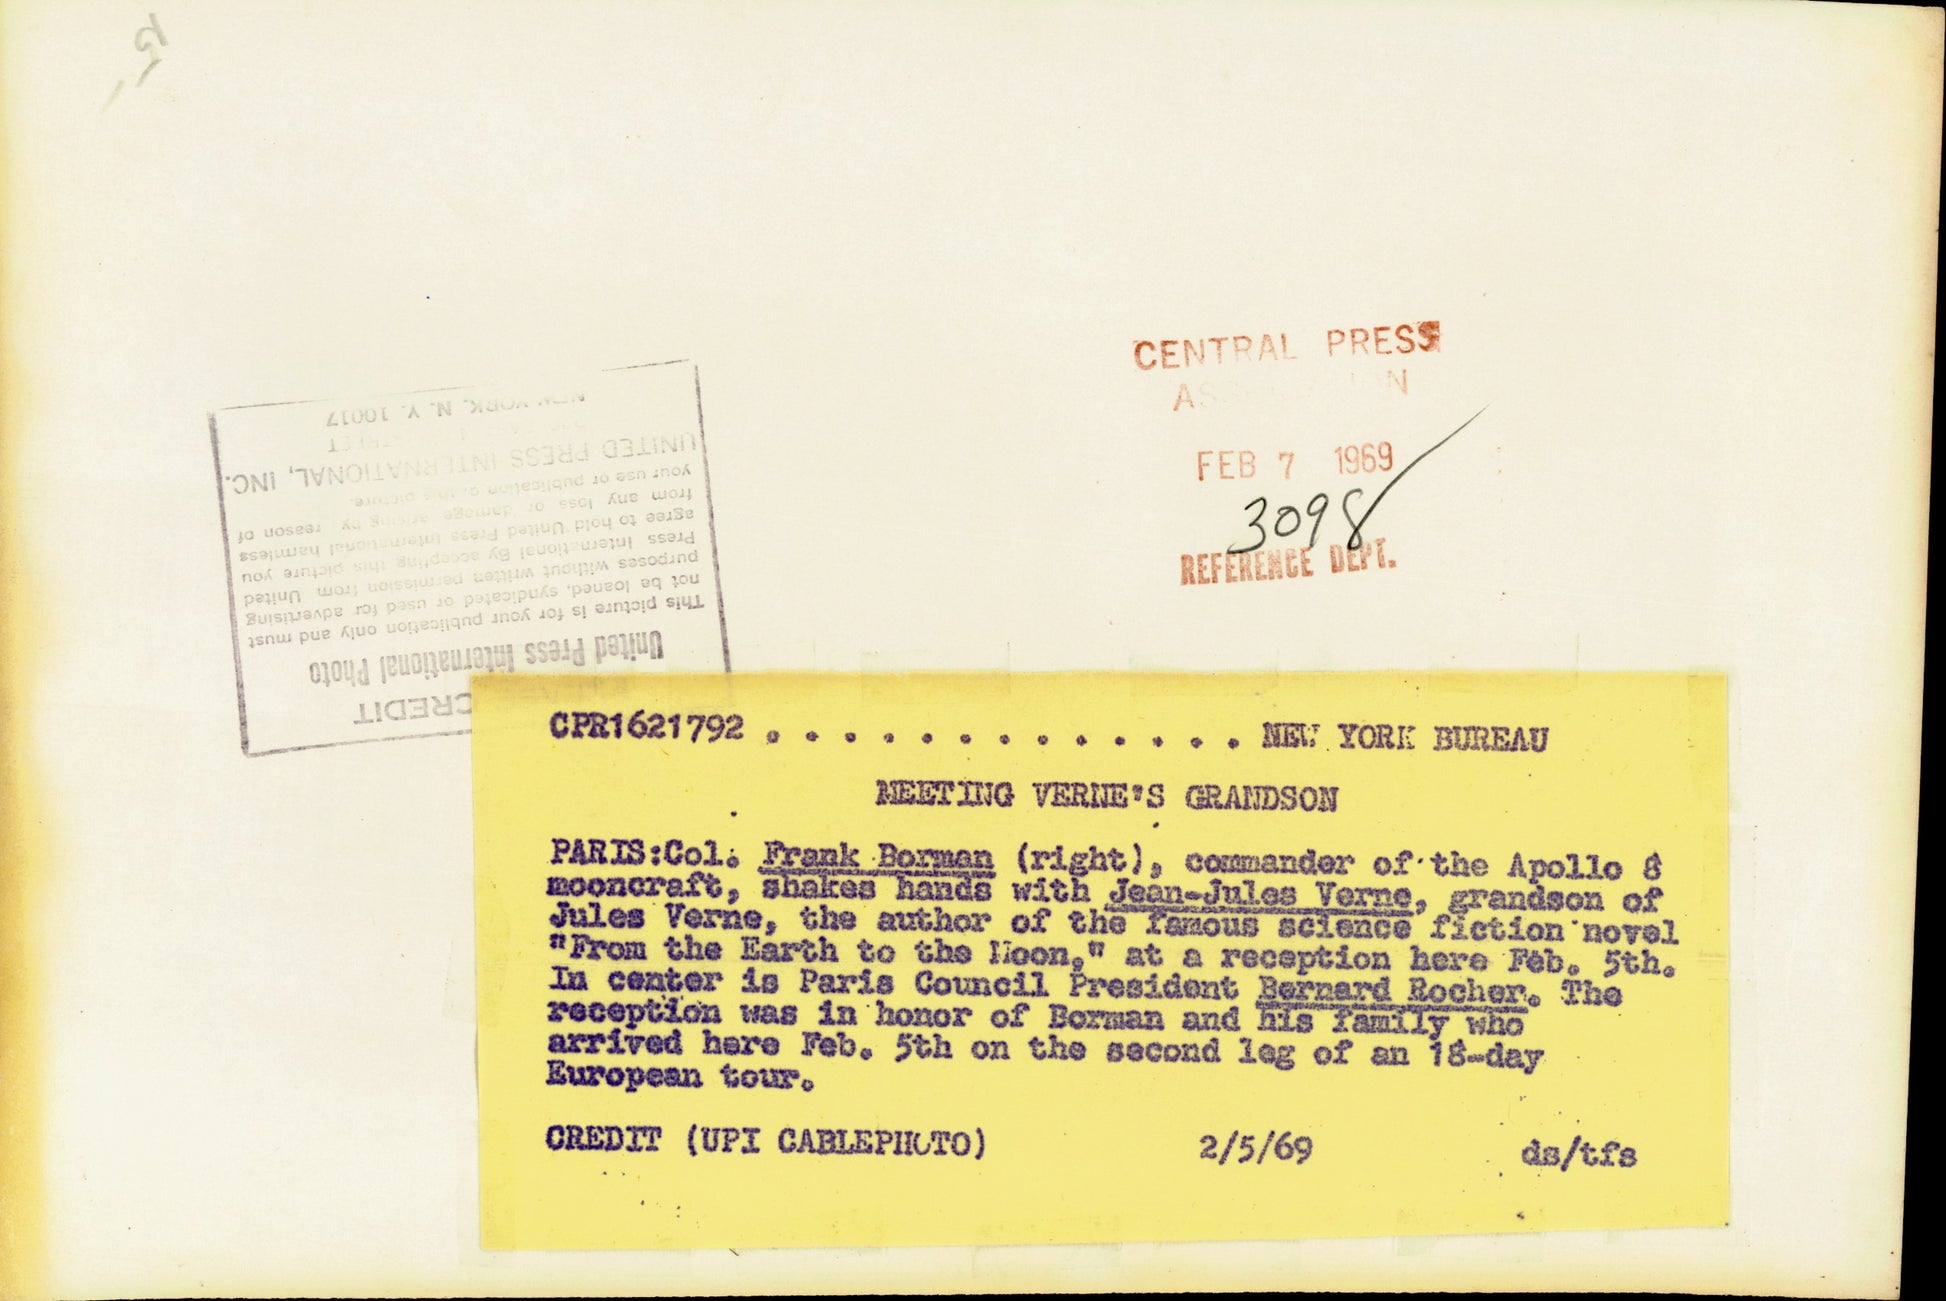 CENTRAL PRESS
FEB 7 1969
3098
REFERENCE DEPT.
CREDIT
United Press International Photo
This picture is for your publication only and must
not be loaned, syndicated or used for advertising
purposes without written permission from United
Press International By accepting this picture you
agree to hold United Press International harmless
from any loss or damage arising by reason of
your use or publication o. this picture.
UNITED PRESS INTERNATIONAL, INC.
STREET
NEW YORK, N. Y. 10017
CPR1621792 . . . . . . . . . . . . . NEW YORK BUREAU
MEETING VERNE'S GRANDSON
PARIS:Col. Frank Borman (right), commander of the Apollo 8
mooncraft, shakes hands with Jean-Jules Verne, grandson of
Jules Verne, the author of the famous science fiction novel
"From the Earth to the Moon," at a reception here Feb. 5th.
In center is Paris Council President Bernard Rocher. The
reception was in honor of Borman and his family who
arrived here Feb. 5th on the second leg of an 18-day
European tour.
CREDIT (UPI CABLEPHOTO) 2/5/69 ds/tfs